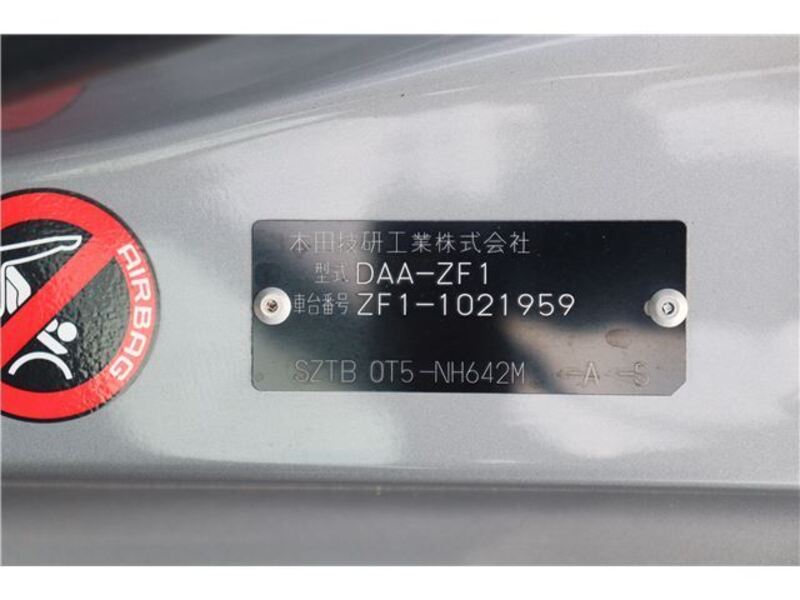 本田技研工業株式会社
型式 DAA-ZF1
車台番号 ZF1-1021959
SZTB 0T5-NH642M -A--S
AIRBAG